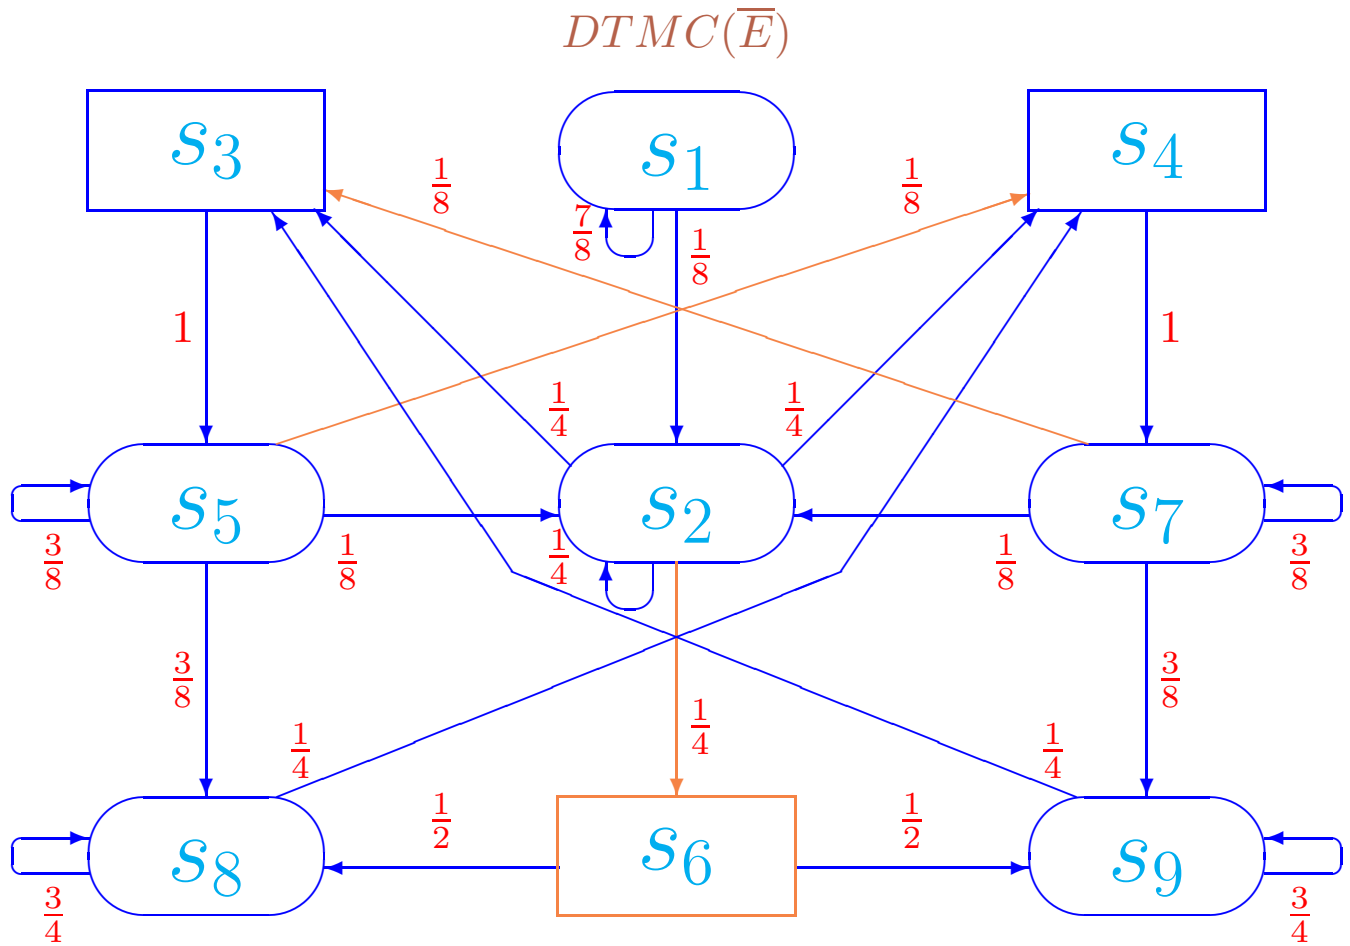 DTMC(E̅)
s₃ s₁ s₄
1/8 1/8
7/8 1/8
1 1
1/4 1/4
s₅ s₂ s₇
3/8 1/8 1/4 1/8 3/8
3/8 3/8
1/4 1/4 1/4
1/2 1/2
s₈ s₆ s₉
3/4 3/4